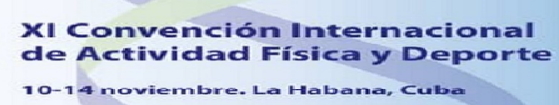 XI Convención Internacional
de Actividad Física y Deporte
10-14 noviembre. La Habana, Cuba